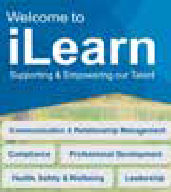 Welcome to
iLearn
Supporting & Empowering our Talent
Communication & Relationship Management
Compliance Professional Development
Health, Safety & Wellbeing Leadership